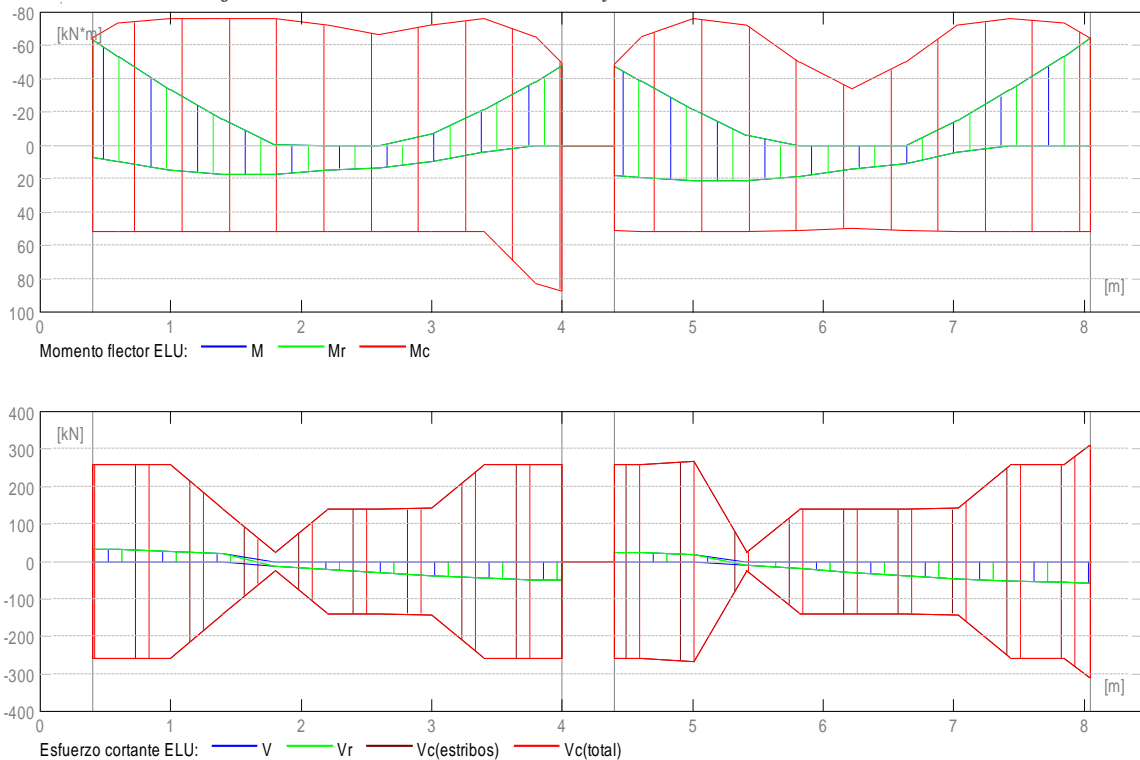 -80
[kN*m]
-60
-40
-20
0
20
40
60
80
[m]
100
0 1 2 3 4 5 6 7 8
Momento flector ELU: M Mr Mc
400
[kN]
300
200
100
0
-100
-200
-300
[m]
-400
0 1 2 3 4 5 6 7 8
Esfuerzo cortante ELU: V Vr Vc(estribos) Vc(total)